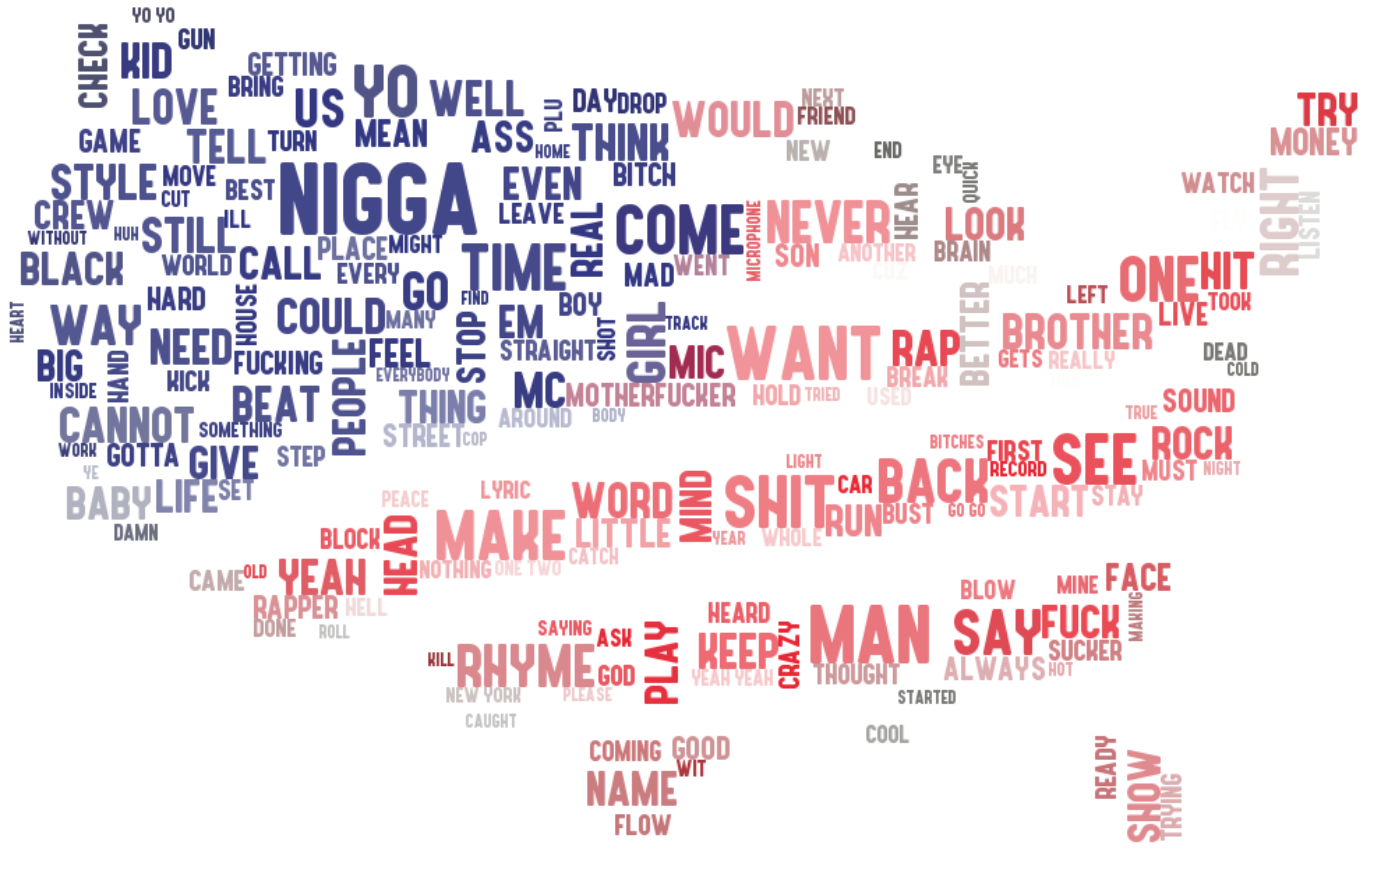 YO YO
CHECK
GUN
KID
GETTING
BRING
LOVE
US
YO
WELL
PLU
DAY
DROP
WOULD
NEXT
FRIEND
TRY
MONEY
GAME
TELL
TURN
MEAN
ASS
HOME
THINK
NEW
END
EYE
QUICK
STYLE
MOVE
CUT
BEST
NIGGA
EVEN
BITCH
WATCH
RIGHT
LISTEN
CREW
WITHOUT
HUH
STILL
ILL
PLACE
MIGHT
LEAVE
REAL
COME
MICROPHONE
NEVER
NEAR
LOOK
FLY
BLACK
WORLD
CALL
EVERY
GO
TIME
MAD
WENT
SON
ANOTHER
CUZ
BRAIN
MUCH
ONE
HIT
HEART
WAY
HARD
HOUSE
COULD
MANY
FIND
STOP
EM
BOY
SHOT
GIRL
TRACK
LEFT
LIVE
TOOK
BIG
INSIDE
HAND
NEED
KICK
FUCKING
PEOPLE
FEEL
EVERYBODY
STRAIGHT
MC
MIC
WANT
RAP
BREAK
BETTER
BROTHER
GETS
REALLY
DEAD
COLD
CANNOT
BEAT
SOMETHING
THING
STREET
COP
AROUND
BODY
MOTHERFUCKER
HOLD
TRIED
USED
TRUE
SOUND
WORK
GOTTA
GIVE
STEP
YE
BABY
LIFE
SET
DAMN
PEACE
LYRIC
WORD
MIND
LIGHT
SHIT
CAR
BACK
BITCHES
FIRST
RECORD
SEE
ROCK
MUST
NIGHT
BLOCK
HEAD
MAKE
LITTLE
CATCH
YEAR
WHOLE
RUN
BUST
GO GO
START
STAY
CAME
OLD
YEAH
NOTHING
ONE TWO
RAPPER
HELL
DONE
ROLL
SAYING
ASK
PLAY
HEARD
KEEP
CRAZY
MAN
BLOW
MINE
FACE
MAKING
SAY
FUCK
SUCKER
KILL
RHYME
GOD
YEAH YEAH
THOUGHT
ALWAYS
HOT
NEW YORK
PLEASE
STARTED
CAUGHT
COOL
COMING
GOOD
WIT
NAME
FLOW
READY
SHOW
TRYING